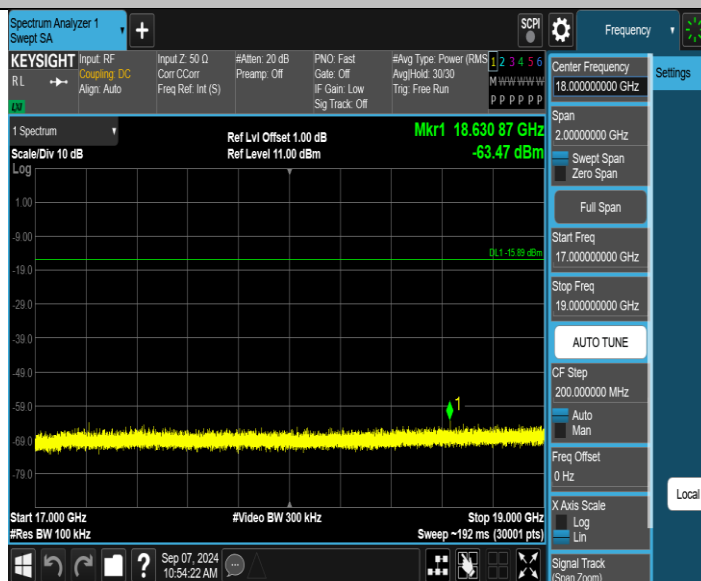 Spectrum Analyzer 1
Swept SA
+
SCPI
Frequency
KEYSIGHT
R L
LXI
Input: RF
Coupling: DC
Align: Auto
Input Z: 50 Ω
Corr CCorr
Freq Ref: Int (S)
#Atten: 20 dB
Preamp: Off
PNO: Fast
Gate: Off
IF Gain: Low
Sig Track: Off
#Avg Type: Power (RMS
Avg|Hold: 30/30
Trig: Free Run
1 2 3 4 5 6
M W W W W W
P P P P P P
1 Spectrum
Scale/Div 10 dB
Ref Lvl Offset 1.00 dB
Ref Level 11.00 dBm
Mkr1 18.630 87 GHz
-63.47 dBm
Log
1.00
-9.00
DL1 -15.89 dBm
-19.0
-29.0
-39.0
-49.0
-59.0
1
-69.0
-79.0
Start 17.000 GHz
#Video BW 300 kHz
Stop 19.000 GHz
#Res BW 100 kHz
Sweep ~192 ms (30001 pts)
?
Sep 07, 2024
10:54:22 AM
Center Frequency
18.000000000 GHz
Span
2.00000000 GHz
Swept Span
Zero Span
Full Span
Start Freq
17.000000000 GHz
Stop Freq
19.000000000 GHz
AUTO TUNE
CF Step
200.000000 MHz
Auto
Man
Freq Offset
0 Hz
X Axis Scale
Log
Lin
Signal Track
(Span Zoom)
Settings
Local